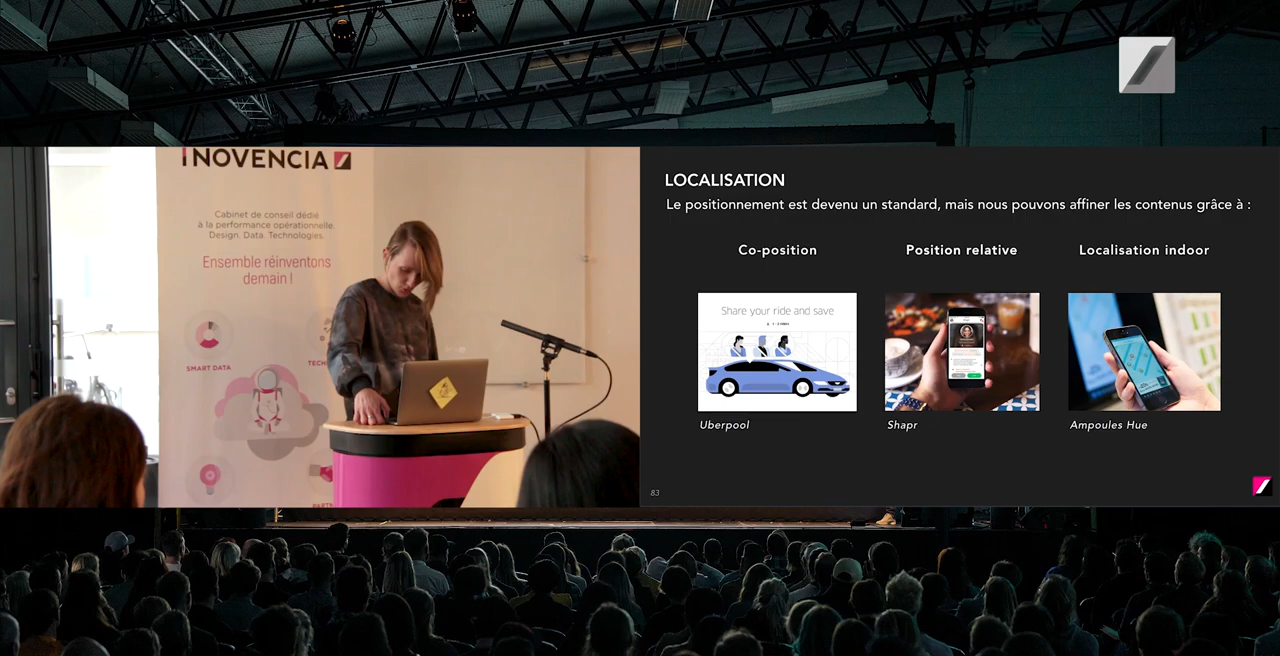 INOVENCIA
Cabinet de conseil dédié
à la performance opérationnelle.
Design. Data. Technologies.
Ensemble réinventons
demain !
SMART DATA
TECH
PART
LOCALISATION
Le positionnement est devenu un standard, mais nous pouvons affiner les contenus grâce à :
Co-position
Position relative
Localisation indoor
Share your ride and save
Uberpool
Shapr
Ampoules Hue
83